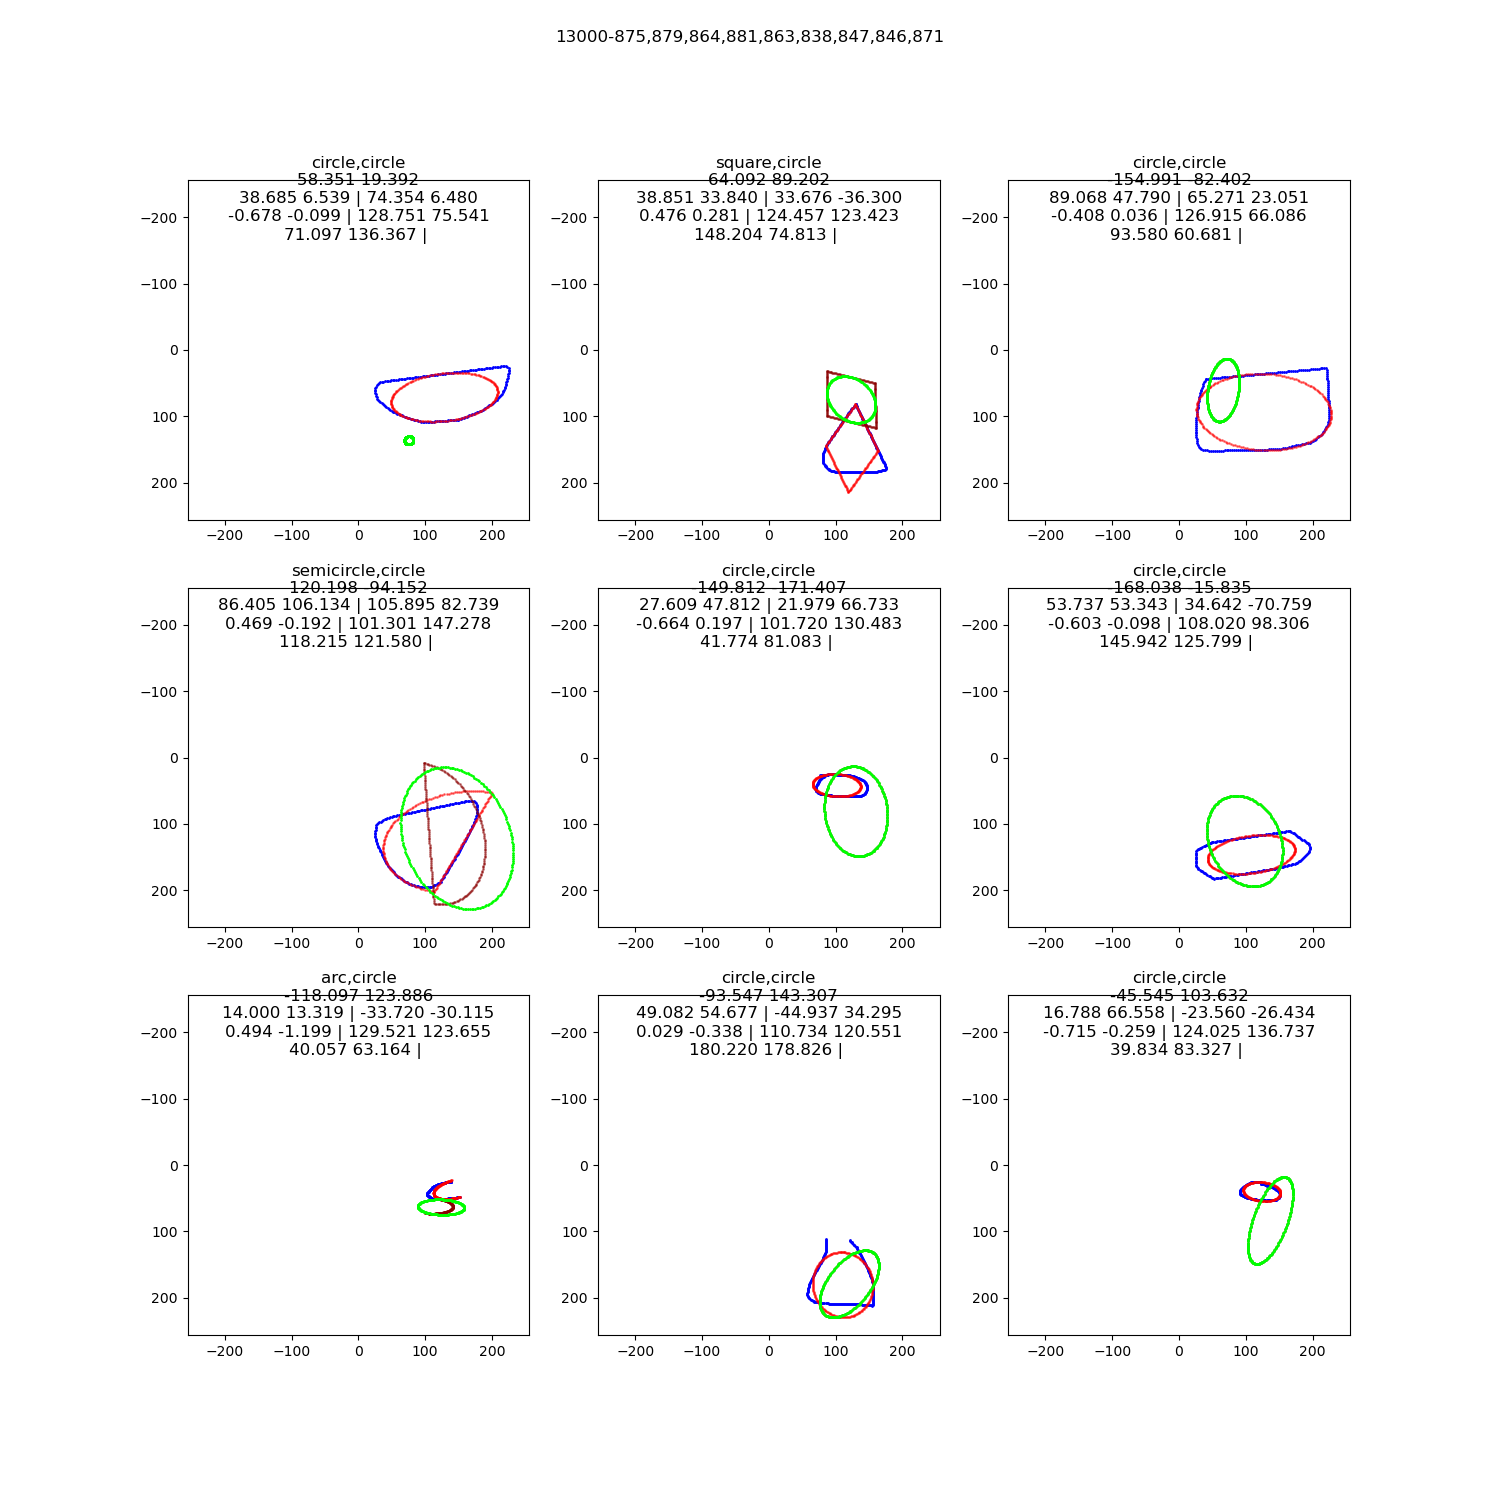 13000-875,879,864,881,863,838,847,846,871
circle,circle
58.351 19.392
38.685 6.539 | 74.354 6.480
-0.678 -0.099 | 128.751 75.541
71.097 136.367 |
−200
−100
0
100
200
−200 −100 0 100 200
square,circle
64.092 89.202
38.851 33.840 | 33.676 -36.300
0.476 0.281 | 124.457 123.423
148.204 74.813 |
−200
−100
0
100
200
−200 −100 0 100 200
circle,circle
-154.991 -82.402
89.068 47.790 | 65.271 23.051
-0.408 0.036 | 126.915 66.086
93.580 60.681 |
−200
−100
0
100
200
−200 −100 0 100 200
semicircle,circle
120.198 -94.152
86.405 106.134 | 105.895 82.739
0.469 -0.192 | 101.301 147.278
118.215 121.580 |
−200
−100
0
100
200
−200 −100 0 100 200
circle,circle
-149.812 -171.407
27.609 47.812 | 21.979 66.733
-0.664 0.197 | 101.720 130.483
41.774 81.083 |
−200
−100
0
100
200
−200 −100 0 100 200
circle,circle
-168.038 -15.835
53.737 53.343 | 34.642 -70.759
-0.603 -0.098 | 108.020 98.306
145.942 125.799 |
−200
−100
0
100
200
−200 −100 0 100 200
arc,circle
-118.097 123.886
14.000 13.319 | -33.720 -30.115
0.494 -1.199 | 129.521 123.655
40.057 63.164 |
−200
−100
0
100
200
−200 −100 0 100 200
circle,circle
-93.547 143.307
49.082 54.677 | -44.937 34.295
0.029 -0.338 | 110.734 120.551
180.220 178.826 |
−200
−100
0
100
200
−200 −100 0 100 200
circle,circle
-45.545 103.632
16.788 66.558 | -23.560 -26.434
-0.715 -0.259 | 124.025 136.737
39.834 83.327 |
−200
−100
0
100
200
−200 −100 0 100 200